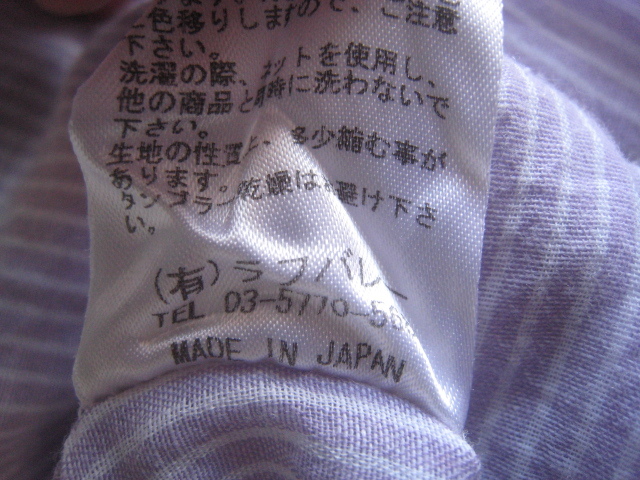 色移りしますので、ご注意
下さい。
洗濯の際、ネットを使用し、
他の商品と同時に洗わないで
下さい。
生地の性質上、多少縮む事が
あります。
タンブラー乾燥はお避け下さ
い。
(有)ラブバレー
TEL 03-5770-
MADE IN JAPAN